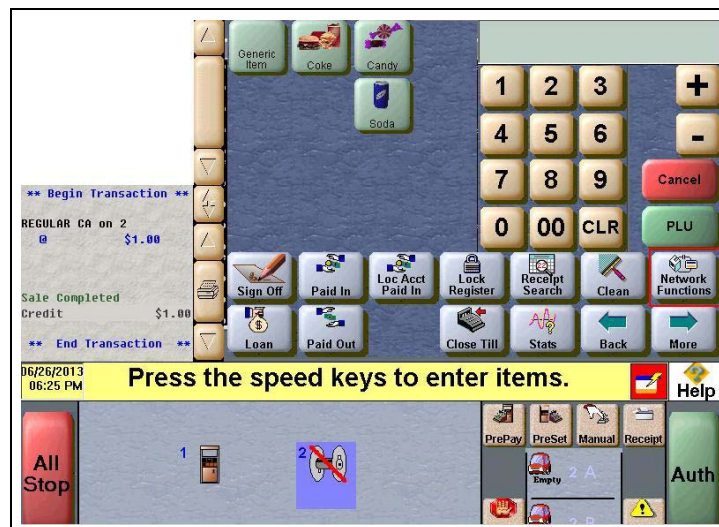 Generic
Item
Coke
Candy
Soda
1 2 3 +
4 5 6 -
7 8 9 Cancel
0 00 CLR PLU
** Begin Transaction **
REGULAR CA on 2
@ $1.00
Sale Completed
Credit $1.00
** End Transaction **
Sign Off
Paid In
Loc Acct
Paid In
Lock
Register
Receipt
Search
Clean
Network
Functions
Loan
Paid Out
Close Till
Stats
Back
More
06/26/2013
06:25 PM
Press the speed keys to enter items.
Help
All
Stop
1
2
PrePay
PreSet
Manual
Receipt
Empty
2 A
2 B
Auth